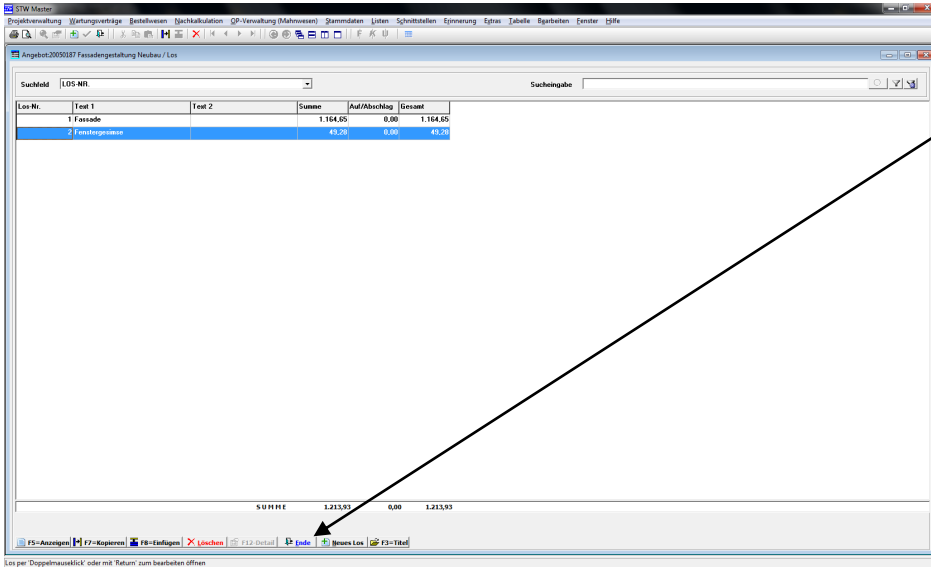 STW Master
Projektverwaltung Wartungsverträge Bestellwesen Nachkalkulation OP-Verwaltung (Mahnwesen) Stammdaten Listen Schnittstellen Erinnerung Extras Tabelle Bearbeiten Fenster Hilfe
F K U
Angebot:20050187 Fassadengestaltung Neubau / Los
Suchfeld LOS-NR. Sucheingabe
Los-Nr. Text 1 Text 2 Summe Auf/Abschlag Gesamt
1 Fassade 1.164,65 0,00 1.164,65
2 Fenstergesimse 49,28 0,00 49,28
SUMME 1.213,93 0,00 1.213,93
F5=Anzeigen F7=Kopieren F8=Einfügen Löschen F12-Detail Ende Neues Los F3=Titel
Los per 'Doppelmauseklick' oder mit 'Return' zum bearbeiten öffnen